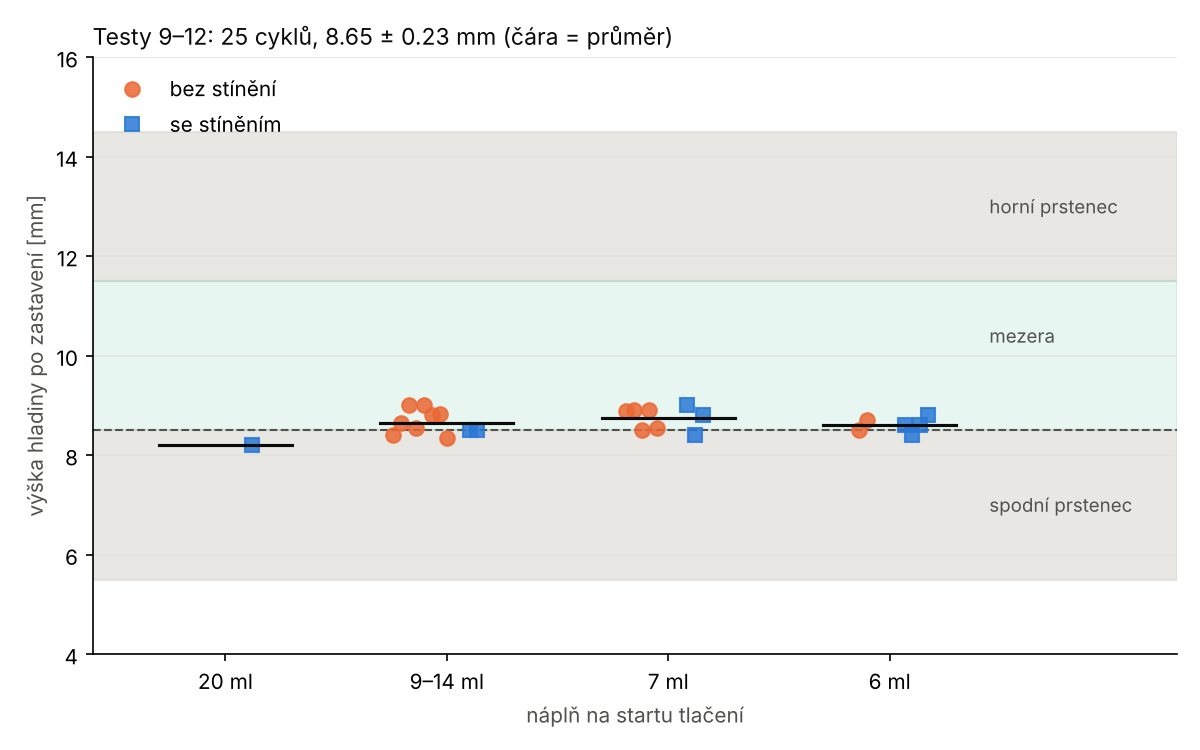 Testy 9–12: 25 cyklů, 8.65 ± 0.23 mm (čára = průměr)
16
bez stínění
se stíněním
14
horní prstenec
12
mezera
10
8
spodní prstenec
6
4
výška hladiny po zastavení [mm]
20 ml
9–14 ml
7 ml
6 ml
náplň na startu tlačení